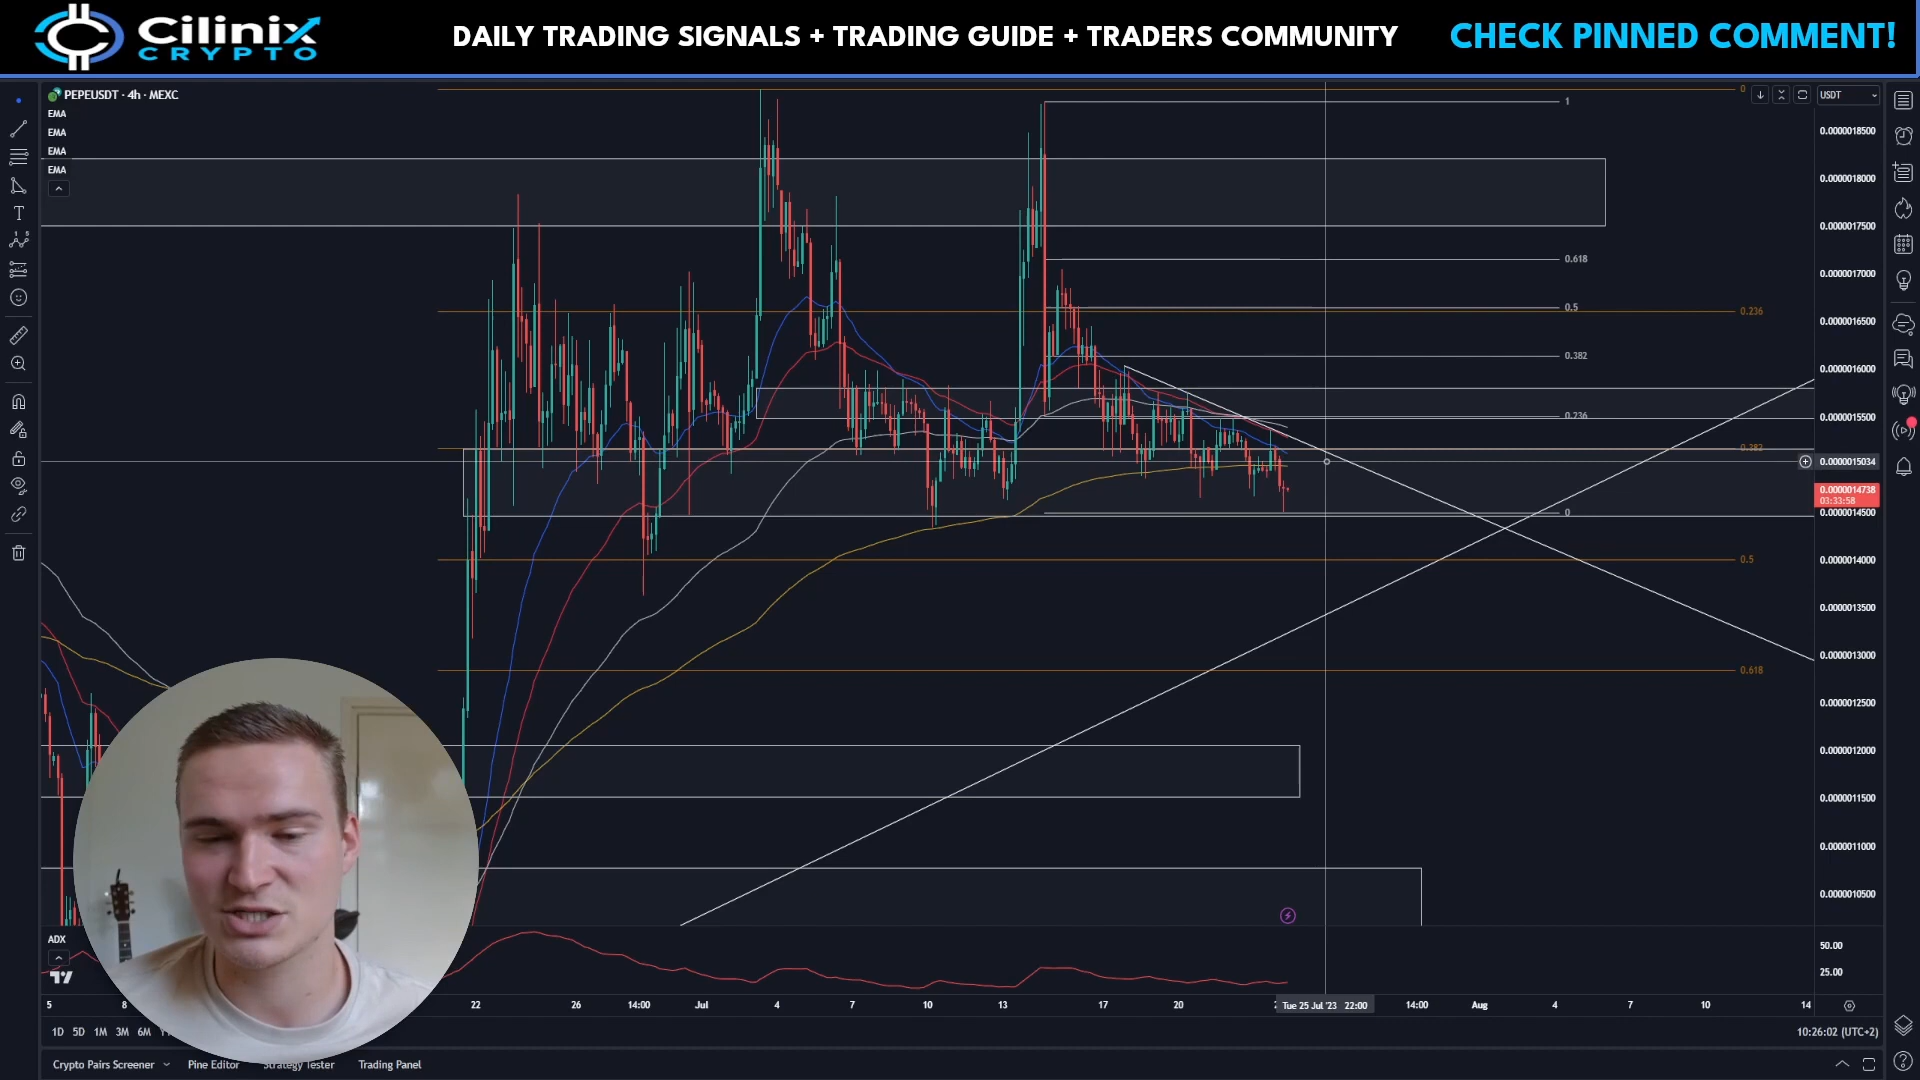 Cilinix
CRYPTO
DAILY TRADING SIGNALS + TRADING GUIDE + TRADERS COMMUNITY
CHECK PINNED COMMENT!
PEPEUSDT · 4h · MEXC
EMA
EMA
EMA
EMA
USDT
0
1
0.618
0.5
0.236
0.382
0.236
0.382
0
0.5
0.618
0.0000018500
0.0000018000
0.0000017500
0.0000017000
0.0000016500
0.0000016000
0.0000015500
0.0000015034
0.0000014738
03:33:58
0.0000014500
0.0000014000
0.0000013500
0.0000013000
0.0000012500
0.0000012000
0.0000011500
0.0000011000
0.0000010500
ADX
50.00
25.00
5 8 22 26 14:00 Jul 4 7 10 13 17 20 Tue 25 Jul '23 22:00 14:00 Aug 4 7 10 14
1D 5D 1M 3M 6M
10:26:02 (UTC+2)
Crypto Pairs Screener Pine Editor Strategy Tester Trading Panel